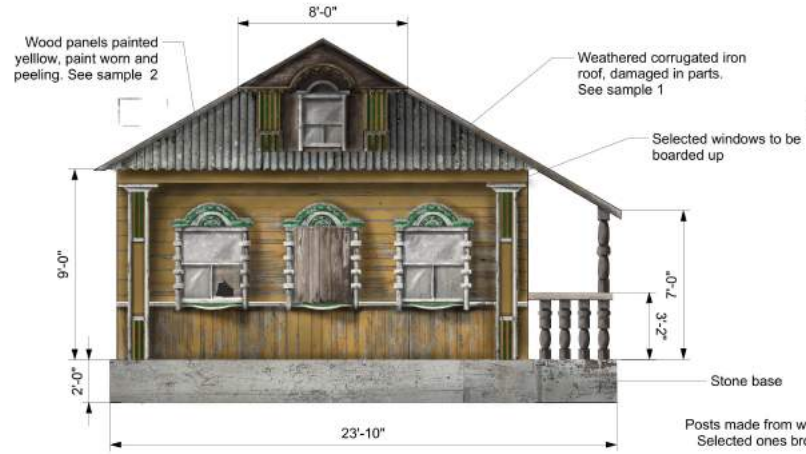 8'-0"
Wood panels painted
yelllow, paint worn and
peeling. See sample 2
Weathered corrugated iron
roof, damaged in parts.
See sample 1
Selected windows to be
boarded up
9'-0"
7'-0"
3'-2"
2'-0"
Stone base
23'-10"
Posts made from w
Selected ones bro